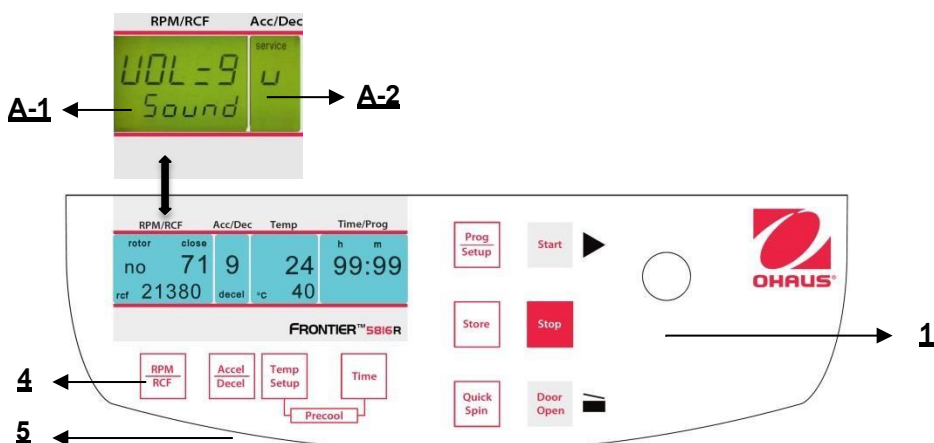 RPM/RCF Acc/Dec
service
VOL=9 U
Sound
A-1 A-2
RPM/RCF Acc/Dec Temp Time/Prog
rotor close h m
no 71 9 24 99:99
rcf 21380 decel °C 40
FRONTIER™5816R
Prog
Setup
Start
OHAUS®
Store
Stop
1
RPM
RCF
Accel
Decel
Temp
Setup
Time
4
Precool
Quick
Spin
Door
Open
5